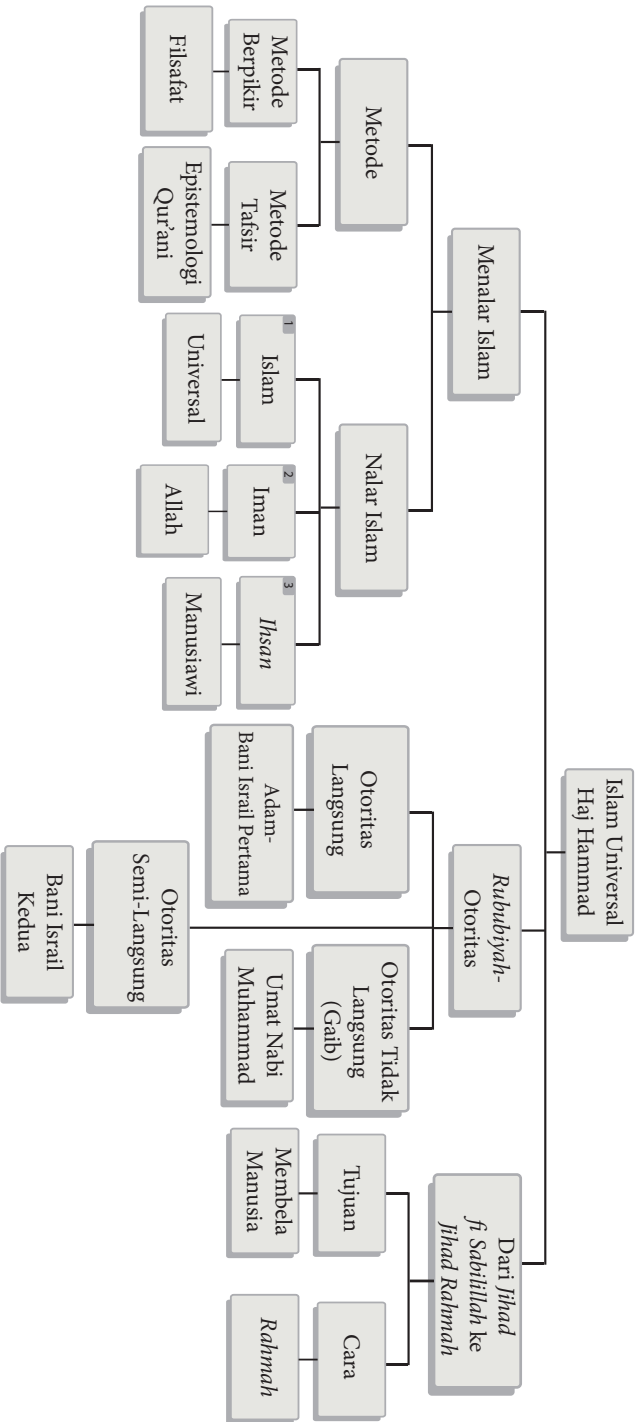 Islam Universal
Haj Hammad
Menalar Islam
Rububiyah-
Otoritas
Dari Jihad
fi Sabilillah ke
Jihad Rahmah
Metode
Nalar Islam
Metode
Berpikir
Filsafat
Metode
Tafsir
Epistemologi
Qur’ani
1
Islam
Universal
2
Iman
Allah
3
Ihsan
Manusiawi
Otoritas
Langsung
Adam-
Bani Israil Pertama
Otoritas
Semi-Langsung
Bani Israil
Kedua
Otoritas Tidak
Langsung
(Gaib)
Umat Nabi
Muhammad
Tujuan
Membela
Manusia
Cara
Rahmah